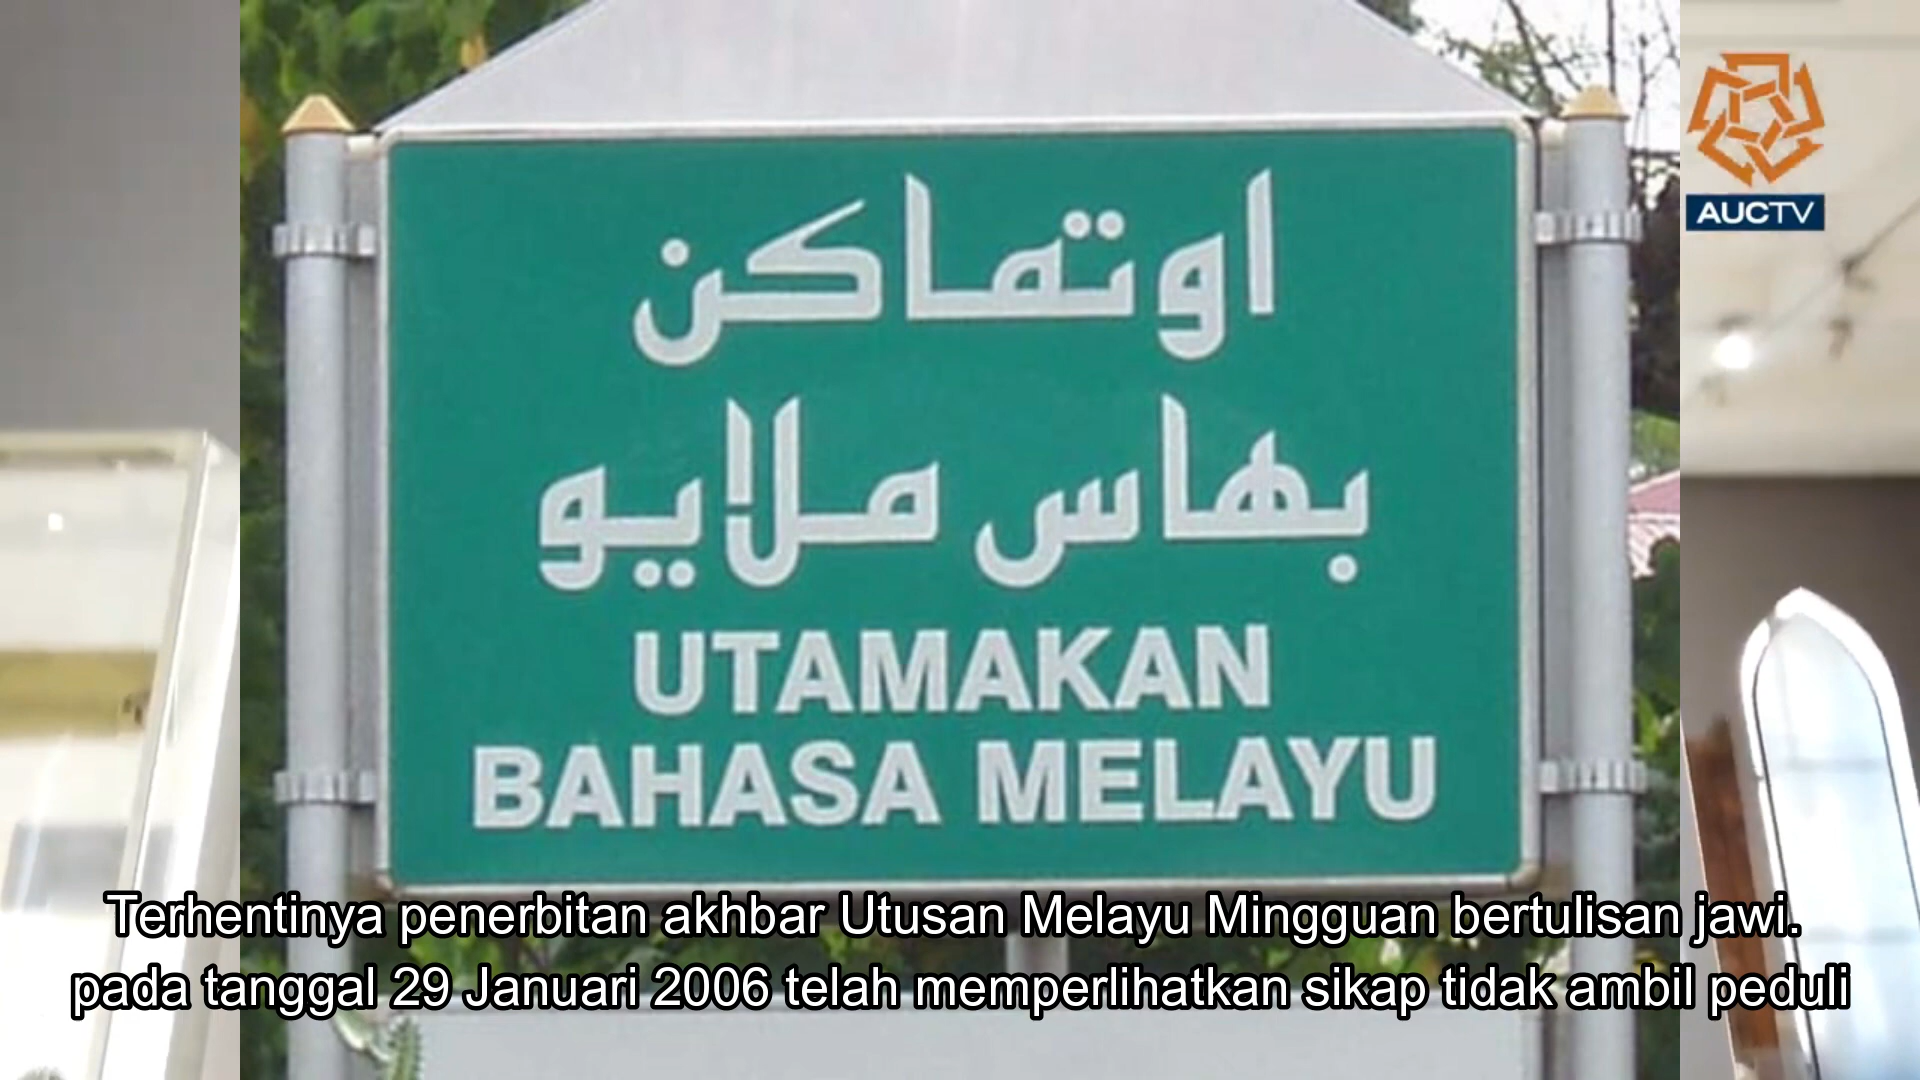 اوتماكن
بهاس ملايو
UTAMAKAN
BAHASA MELAYU
AUCTV
Terhentinya penerbitan akhbar Utusan Melayu Mingguan bertulisan jawi.
pada tanggal 29 Januari 2006 telah memperlihatkan sikap tidak ambil peduli